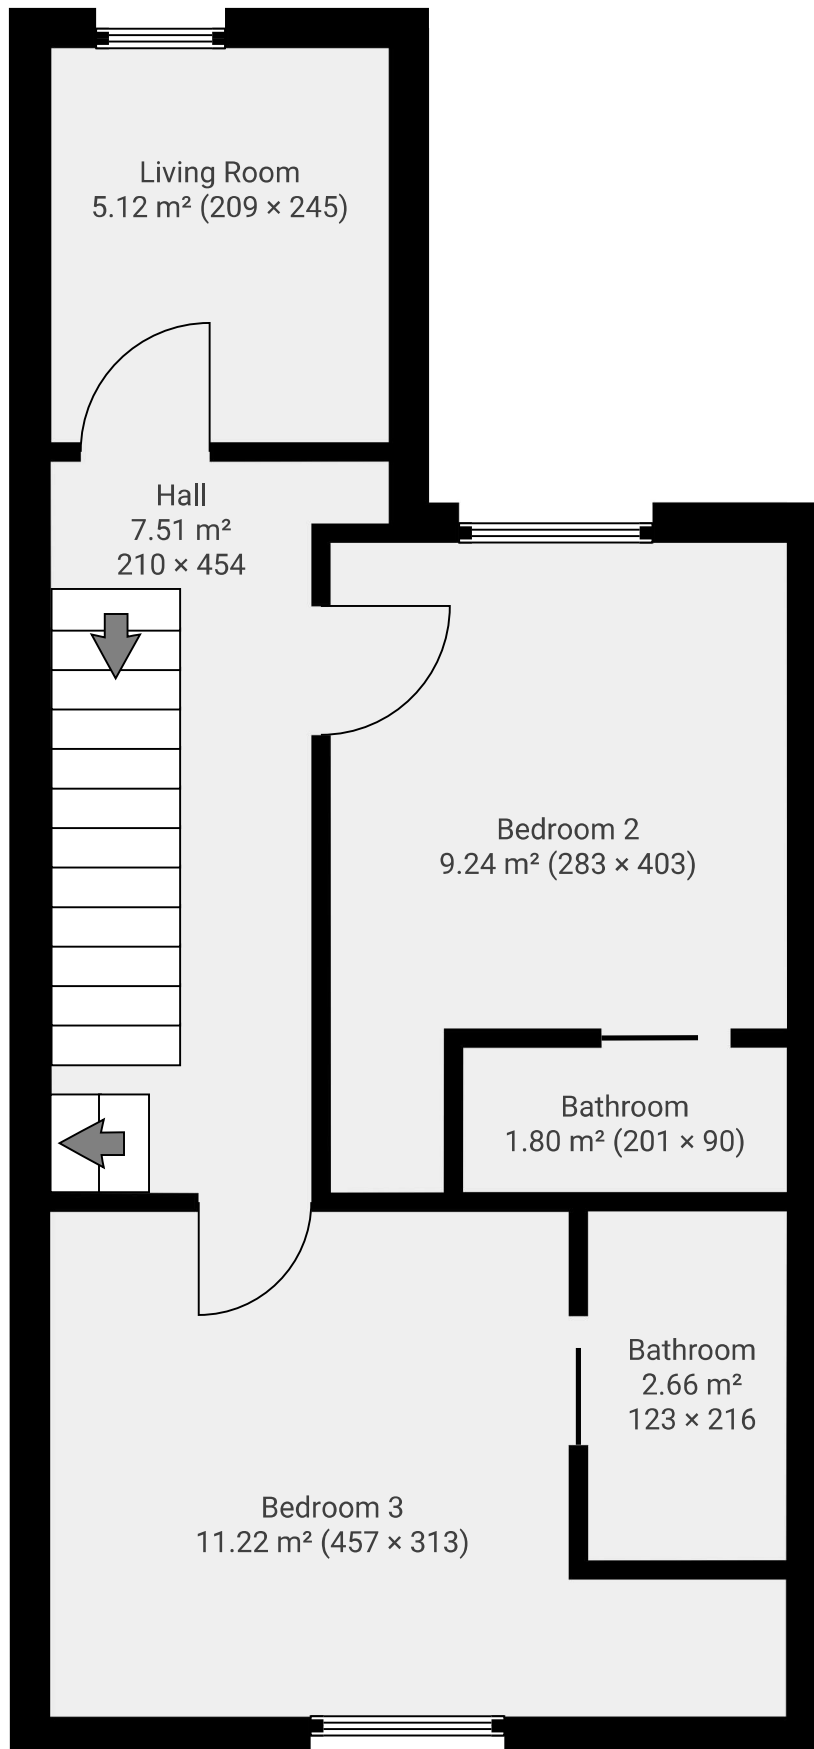 Living Room
5.12 m² (209 × 245)
Hall
7.51 m²
210 × 454
Bedroom 2
9.24 m² (283 × 403)
Bathroom
1.80 m² (201 × 90)
Bathroom
2.66 m²
123 × 216
Bedroom 3
11.22 m² (457 × 313)